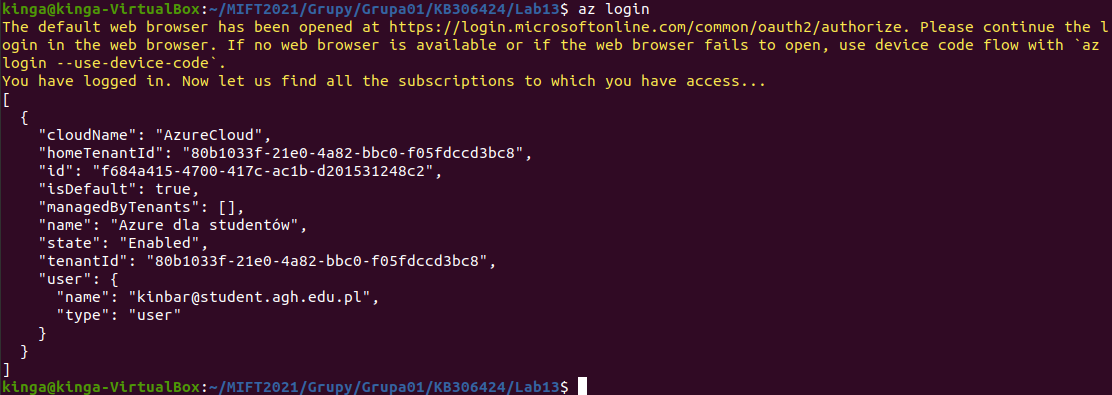 kinga@kinga-VirtualBox:~/MIFT2021/Grupy/Grupa01/KB306424/Lab13$ az login
The default web browser has been opened at https://login.microsoftonline.com/common/oauth2/authorize. Please continue the l
ogin in the web browser. If no web browser is available or if the web browser fails to open, use device code flow with `az
login --use-device-code`.
You have logged in. Now let us find all the subscriptions to which you have access...
[
  {
    "cloudName": "AzureCloud",
    "homeTenantId": "80b1033f-21e0-4a82-bbc0-f05fdccd3bc8",
    "id": "f684a415-4700-417c-ac1b-d201531248c2",
    "isDefault": true,
    "managedByTenants": [],
    "name": "Azure dla studentów",
    "state": "Enabled",
    "tenantId": "80b1033f-21e0-4a82-bbc0-f05fdccd3bc8",
    "user": {
      "name": "kinbar@student.agh.edu.pl",
      "type": "user"
    }
  }
]
kinga@kinga-VirtualBox:~/MIFT2021/Grupy/Grupa01/KB306424/Lab13$